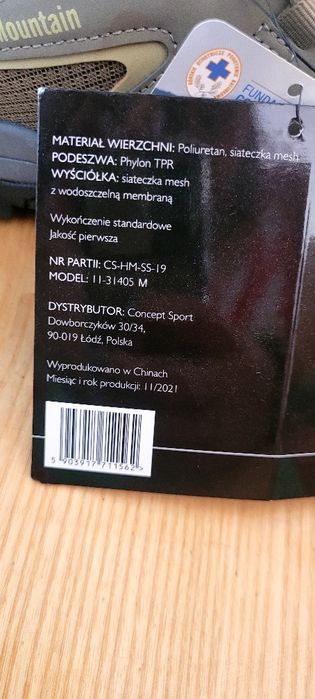 Mountain
FUNDA
MATERIAŁ WIERZCHNI: Poliuretan, siateczka mesh
PODESZWA: Phylon TPR
WYŚCIÓŁKA: siateczka mesh
z wodoszczelną membraną
Wykończenie standardowe
Jakość pierwsza
NR PARTII: CS-HM-SS-19
MODEL: 11-31405 M
DYSTRYBUTOR: Concept Sport
Dowborczyków 30/34,
90-019 Łódź, Polska
Wyprodukowano w Chinach
Miesiąc i rok produkcji: 11/2021
5 903917 711562 >